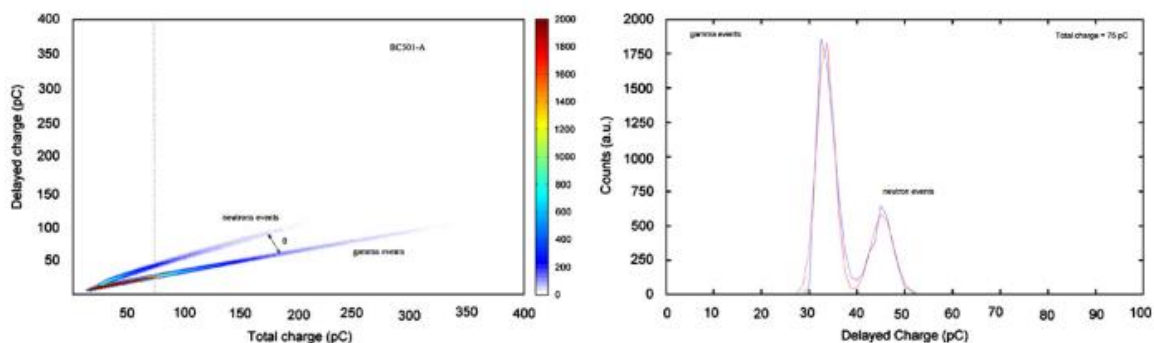 400
350
300
250
200
150
100
50
Delayed charge (pC)
BC501-A
neutrons events
θ
gamma events
50 100 150 200 250 300 350 400
Total charge (pC)
2000
1800
1600
1400
1200
1000
800
600
400
200
0
gamma events
Total charge = 75 pC
2000
1750
1500
1250
1000
750
500
250
0
Counts (a.u.)
neutron events
0 10 20 30 40 50 60 70 80 90 100
Delayed Charge (pC)